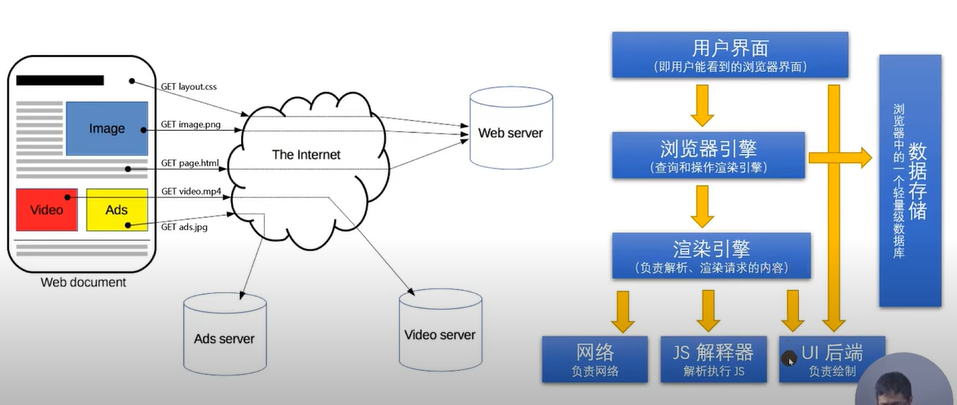 GET layout.css
Image
GET image.png
The Internet
Web server
GET page.html
Video
Ads
GET video.mp4
GET ads.jpg
Web document
Ads server
Video server
用户界面
(即用户能看到的浏览器界面)
浏览器引擎
(查询和操作渲染引擎)
渲染引擎
(负责解析、渲染请求的内容)
网络
负责网络
JS 解释器
解析执行 JS
UI 后端
负责绘制
数据存储
浏览器中的一个轻量级数据库